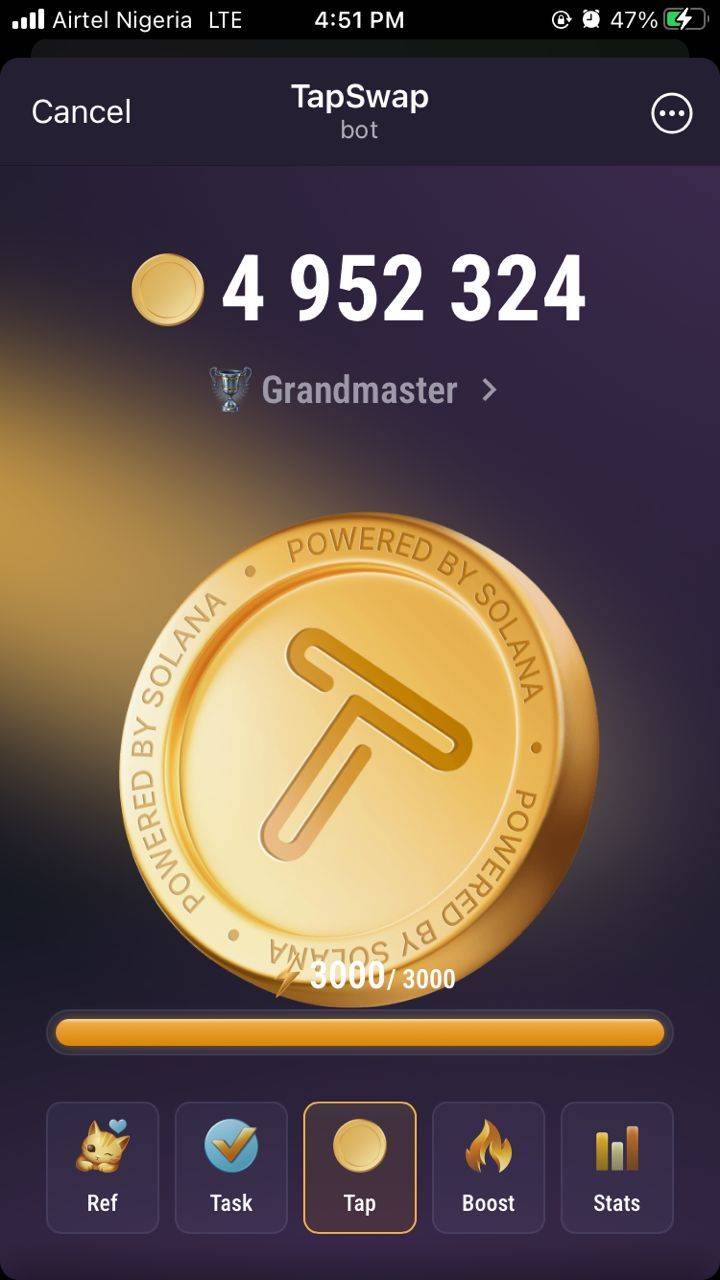 Airtel Nigeria LTE 4:51 PM 47%
Cancel
TapSwap
bot
4 952 324
Grandmaster
POWERED BY SOLANA • POWERED BY SOLANA • POWERED BY SOLANA •
3000/ 3000
Ref Task Tap Boost Stats